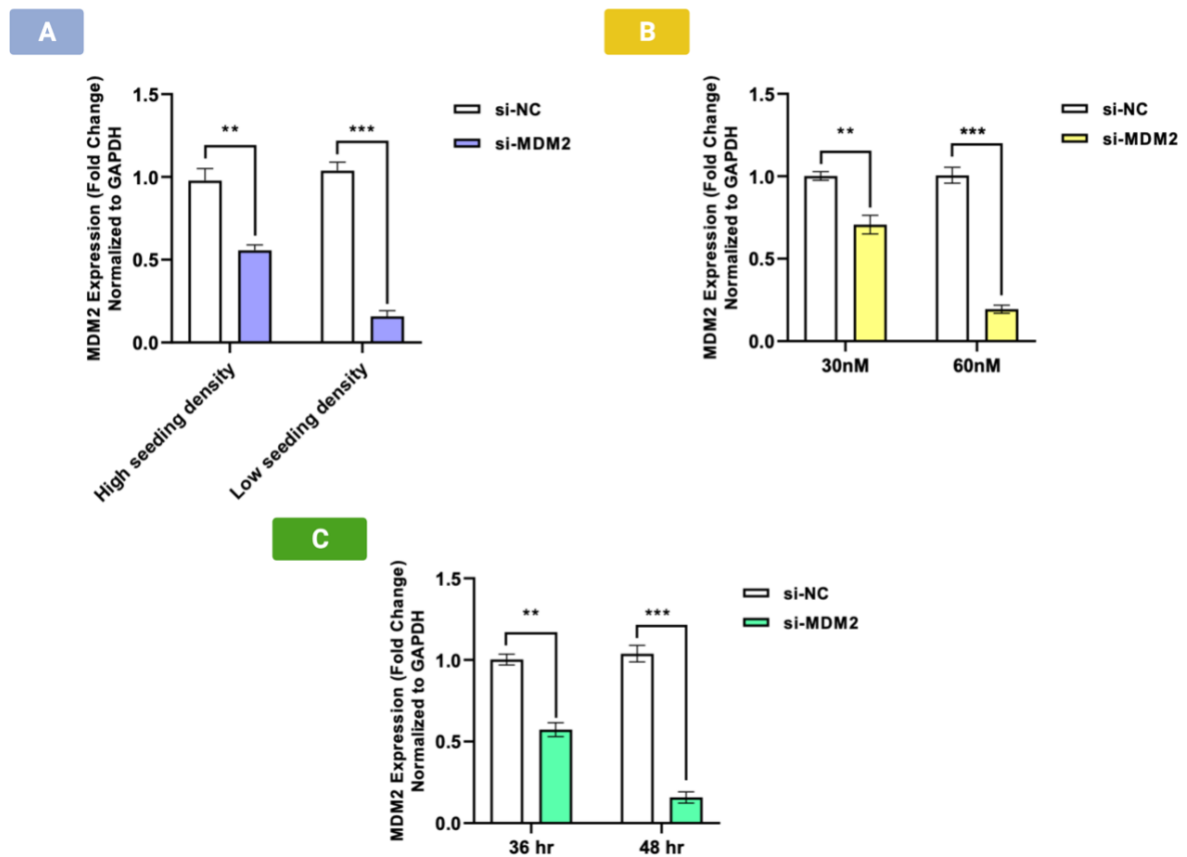 A
MDM2 Expression (Fold Change)
Normalized to GAPDH
1.5
1.0
0.5
0.0
**
***
High seeding density
Low seeding density
si-NC
si-MDM2
B
MDM2 Expression (Fold Change)
Normalized to GAPDH
1.5
1.0
0.5
0.0
**
***
30nM
60nM
si-NC
si-MDM2
C
MDM2 Expression (Fold Change)
Normalized to GAPDH
1.5
1.0
0.5
0.0
**
***
36 hr
48 hr
si-NC
si-MDM2